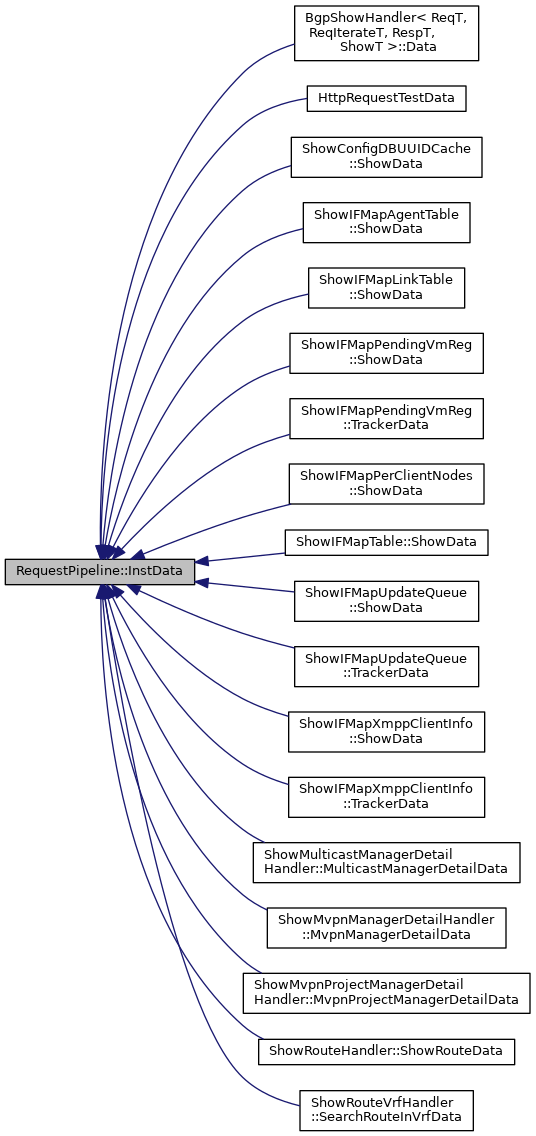 BgpShowHandler< ReqT,
ReqIterateT, RespT,
ShowT >::Data
HttpRequestTestData
ShowConfigDBUUIDCache
::ShowData
ShowIFMapAgentTable
::ShowData
ShowIFMapLinkTable
::ShowData
ShowIFMapPendingVmReg
::ShowData
ShowIFMapPendingVmReg
::TrackerData
ShowIFMapPerClientNodes
::ShowData
ShowIFMapTable::ShowData
RequestPipeline::InstData
ShowIFMapUpdateQueue
::ShowData
ShowIFMapUpdateQueue
::TrackerData
ShowIFMapXmppClientInfo
::ShowData
ShowIFMapXmppClientInfo
::TrackerData
ShowMulticastManagerDetail
Handler::MulticastManagerDetailData
ShowMvpnManagerDetailHandler
::MvpnManagerDetailData
ShowMvpnProjectManagerDetail
Handler::MvpnProjectManagerDetailData
ShowRouteHandler::ShowRouteData
ShowRouteVrfHandler
::SearchRouteInVrfData